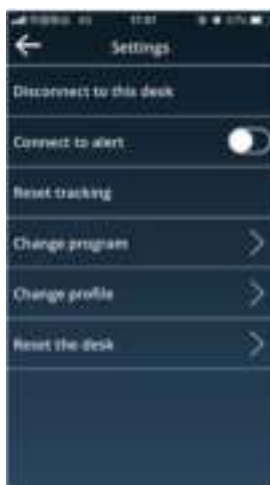 Settings
Disconnect to this desk
Connect to alert
Reset tracking
Change program
Change profile
Reset the desk